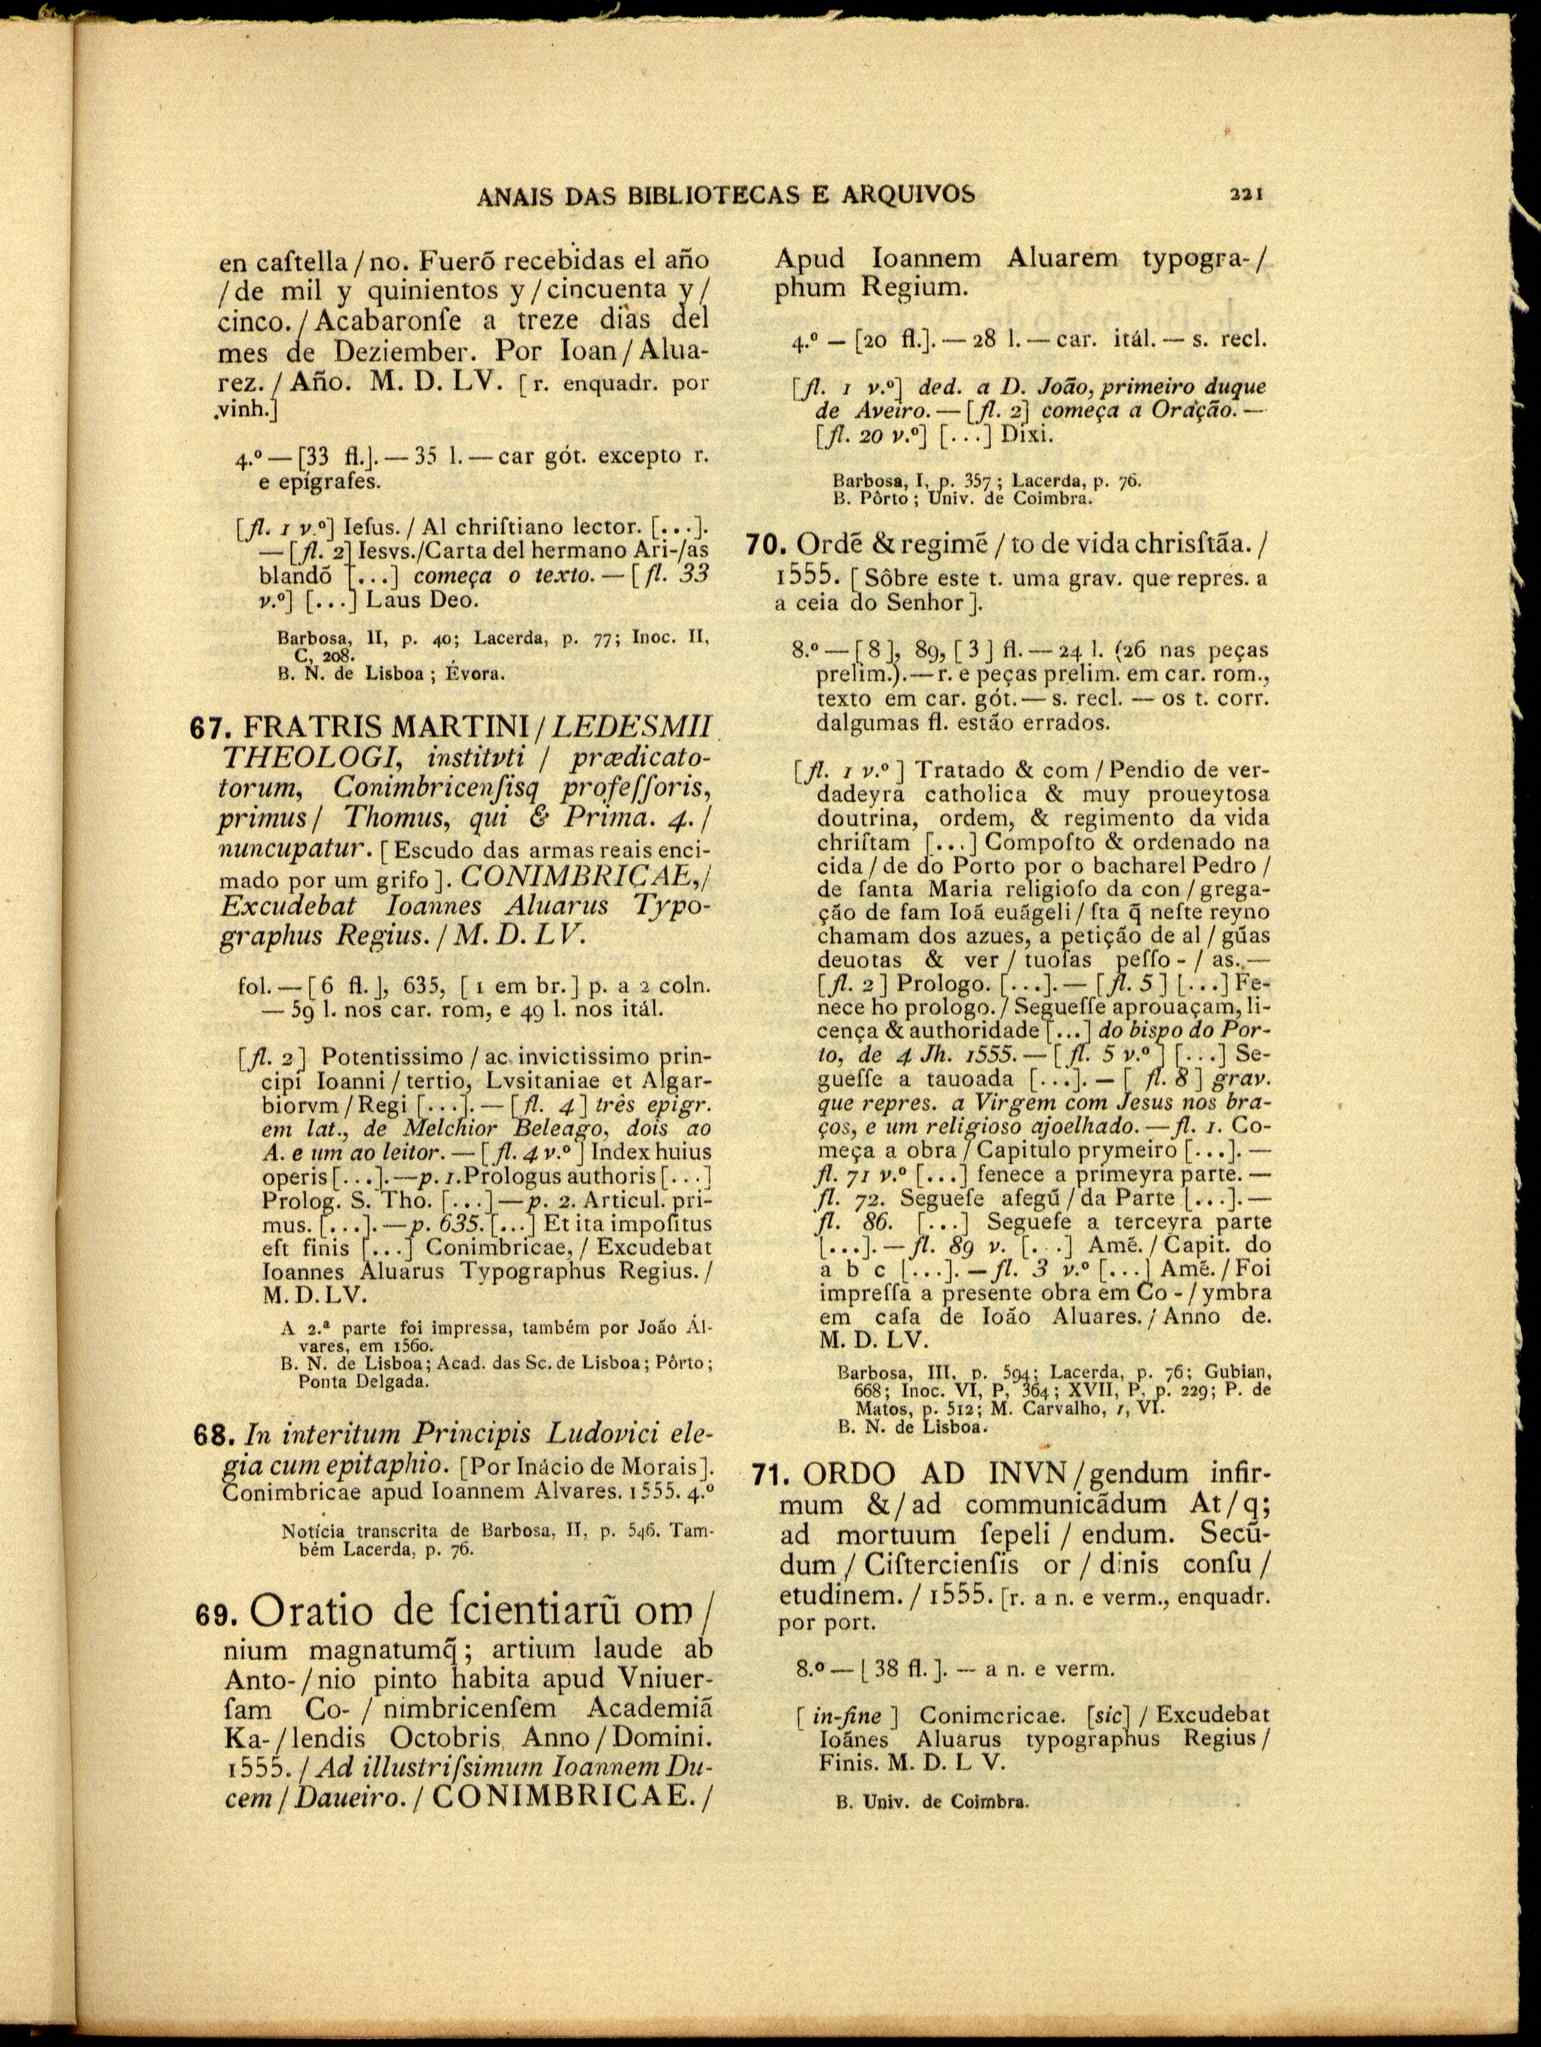 ANAIS DAS BIBLIOTECAS E ARQUIVOS 221
en caſtella / no. Fuerõ recebidas el año
/ de mil y quinientos y / cincuenta y /
cinco. / Acabaronſe a treze dias del
mes de Deziember. Por Ioan / Alua-
rez. / Año. M. D. LV. [r. enquadr. por
vinh.]
4.º — [33 fl.]. — 35 l. — car gót. excepto r.
e epígrafes.
[fl. 1 v.º] Ieſus. / Al chriſtiano lector. [...].
— [fl. 2] Iesvs./Carta del hermano Ari-/as
blandõ [...] começa o texto. — [fl. 33
v.º] [...] Laus Deo.
Barbosa, II, p. 40; Lacerda, p. 77; Inoc. II,
C, 208.
B. N. de Lisboa; Évora.
67. FRATRIS MARTINI / LEDESMII
THEOLOGI, institvti / prædicato-
torum, Conimbricenſisq profeſſoris,
primus / Thomus, qui & Prima. 4. /
nuncupatur. [Escudo das armas reais enci-
mado por um grifo]. CONIMBRICAE, /
Excudebat Ioannes Aluarus Typo-
graphus Regius. / M. D. L V.
fol. — [6 fl.], 635, [1 em br.] p. a 2 coln.
— 59 l. nos car. rom, e 49 l. nos itál.
[fl. 2] Potentissimo / ac invictissimo prin-
cipi Ioanni / tertio, Lvsitaniae et Algar-
biorvm / Regi [...]. — [fl. 4] três epigr.
em lat., de Melchior Beleago, dois ao
A. e um ao leitor. — [fl. 4 v.º] Index huius
operis [...]. — p. 1. Prologus authoris [...]
Prolog. S. Tho. [...] — p. 2. Articul. pri-
mus. [...]. — p. 635. [...] Et ita impoſitus
eſt finis [...] Conimbricae, / Excudebat
Ioannes Aluarus Typographus Regius. /
M. D. LV.
A 2.ª parte foi impressa, também por João Ál-
vares, em 1560.
B. N. de Lisboa; Acad. das Sc. de Lisboa; Pôrto;
Ponta Delgada.
68. In interitum Principis Ludovici ele-
gia cum epitaphio. [Por Inácio de Morais].
Conimbricae apud Ioannem Alvares. 1555. 4.º
Notícia transcrita de Barbosa, II, p. 546. Tam-
bém Lacerda, p. 76.
69. Oratio de ſcientiarũ om /
nium magnatumq̃; artium laude ab
Anto- / nio pinto habita apud Vniuer-
ſam Co- / nimbricenſem Academiã
Ka- / lendis Octobris Anno / Domini.
1555. / Ad illustriſsimum Ioannem Du-
cem / Daueiro. / CONIMBRICAE. /
Apud Ioannem Aluarem typogra- /
phum Regium.
4.º — [20 fl.]. — 28 l. — car. itál. — s. recl.
[fl. 1 v.º] ded. a D. João, primeiro duque
de Aveiro. — [fl. 2] começa a Oração. —
[fl. 20 v.º] [...] Dixi.
Barbosa, I, p. 357; Lacerda, p. 76.
B. Pôrto; Univ. de Coimbra.
70. Ordẽ & regimẽ / to de vida chrisſtãa. /
1555. [Sôbre este t. uma grav. que repres. a
a ceia do Senhor].
8.º — [8], 89, [3] fl. — 24 l. (26 nas peças
prelim.). — r. e peças prelim. em car. rom.,
texto em car. gót. — s. recl. — os t. corr.
dalgumas fl. estão errados.
[fl. 1 v.º] Tratado & com / Pendio de ver-
dadeyra catholica & muy proueytosa
doutrina, ordem, & regimento da vida
chriſtam [...] Compoſto & ordenado na
cida / de do Porto por o bacharel Pedro /
de ſanta Maria religioſo da con / grega-
ção de ſam Ioã euãgeli / ſta q̃ neſte reyno
chamam dos azues, a petição de al / gũas
deuotas & ver / tuoſas peſſo - / as. —
[fl. 2] Prologo. [...]. — [fl. 5] [...] Fe-
nece ho prologo. / Segueſſe aprouaçam, li-
cença & authoridade [...] do bispo do Por-
to, de 4 Jh. 1555. — [fl. 5 v.º] [...] Se-
gueſſe a tauoada [...]. — [fl. 8] grav.
que repres. a Virgem com Jesus nos bra-
ços, e um religioso ajoelhado. — fl. 1. Co-
meça a obra / Capitulo prymeiro [...]. —
fl. 71 v.º [...] fenece a primeyra parte. —
fl. 72. Segueſe aſegũ / da Parte [...]. —
fl. 86. [...] Segueſe a terceyra parte
[...]. — fl. 89 v. [...] Amẽ. / Capit. do
a b c [...]. — fl. 3 v.º [...] Amẽ. / Foi
impreſſa a presente obra em Co - / ymbra
em caſa de Ioão Aluares. / Anno de.
M. D. LV.
Barbosa, III, p. 594; Lacerda, p. 76; Gubian,
668; Inoc. VI, P, 364; XVII, P, p. 229; P. de
Matos, p. 512; M. Carvalho, 1, VI.
B. N. de Lisboa.
71. ORDO AD INVN / gendum infir-
mum & / ad communicãdum At / q;
ad mortuum ſepeli / endum. Secũ-
dum / Ciſtercienſis or / dinis conſu /
etudinem. / 1555. [r. a n. e verm., enquadr.
por port.
8.º — [38 fl.]. — a n. e verm.
[in-fine] Conimcricae. [sic] / Excudebat
Ioãnes Aluarus typographus Regius /
Finis. M. D. L V.
B. Univ. de Coimbra.